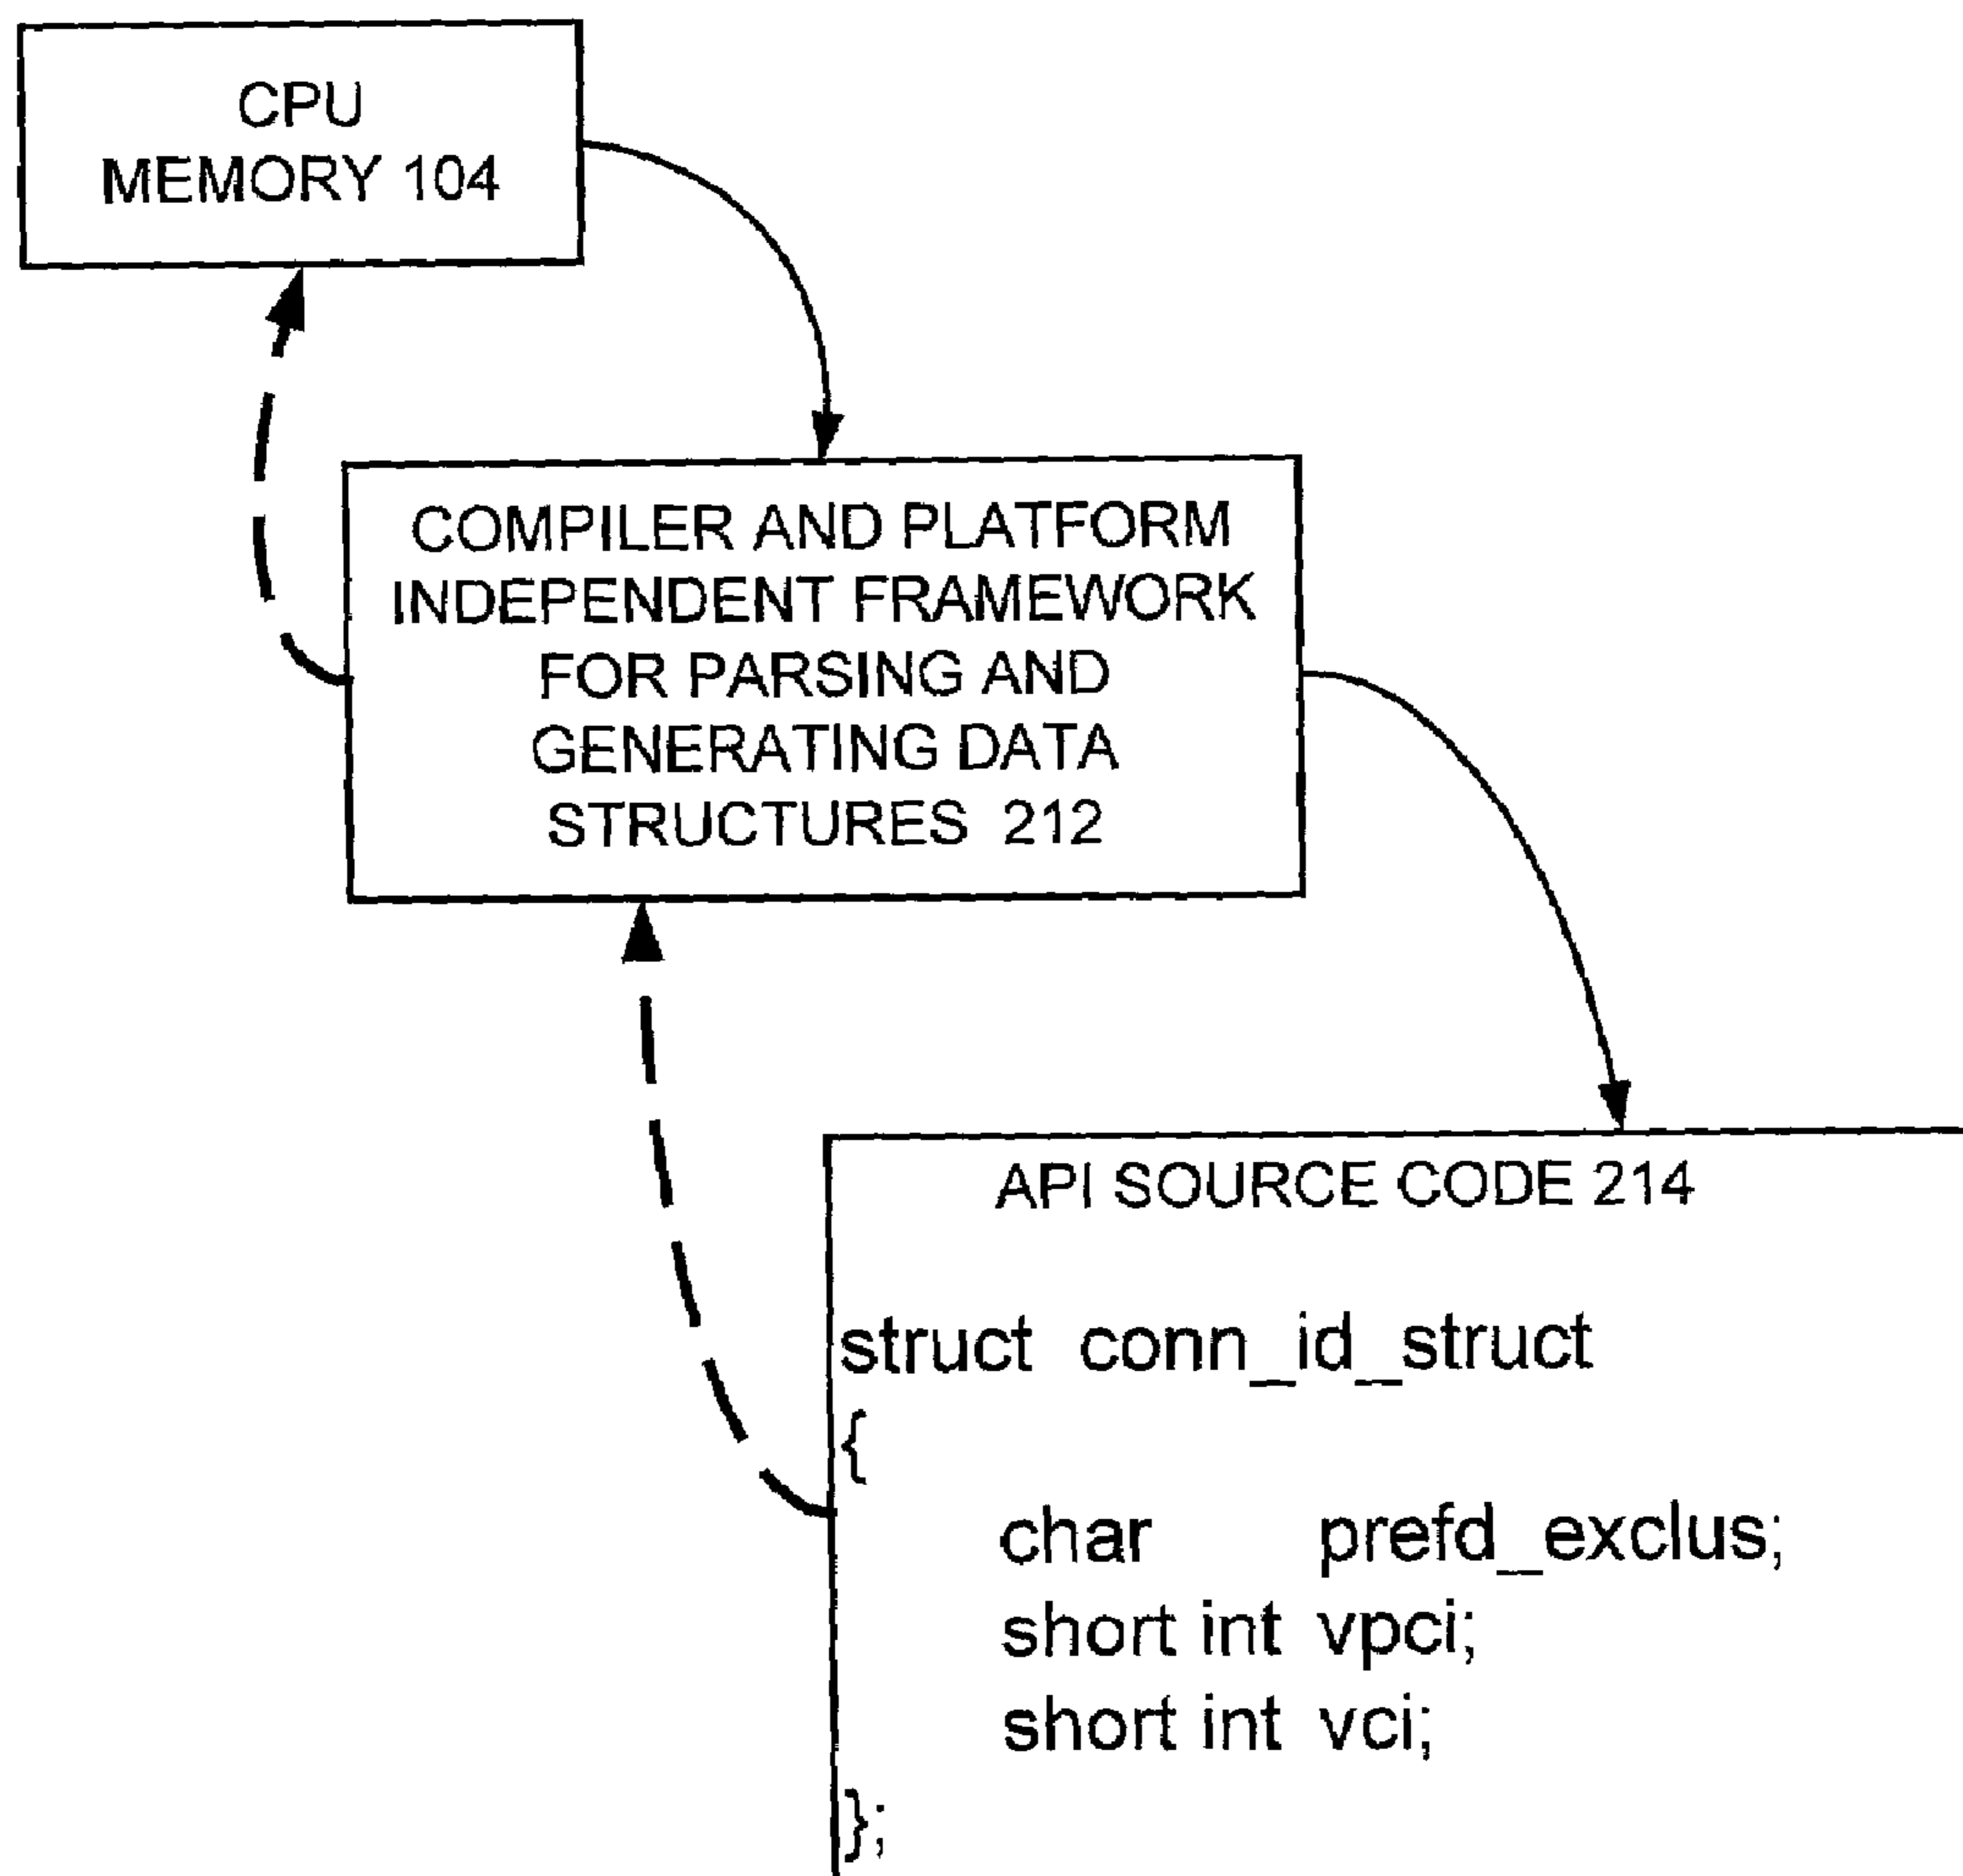 CPU
MEMORY 104
COMPILER AND PLATFORM
INDEPENDENT FRAMEWORK
FOR PARSING AND
GENERATING DATA
STRUCTURES 212
API SOURCE CODE 214
struct conn_id_struct
{
char prefd_exclus;
short int vpci;
short int vci;
};